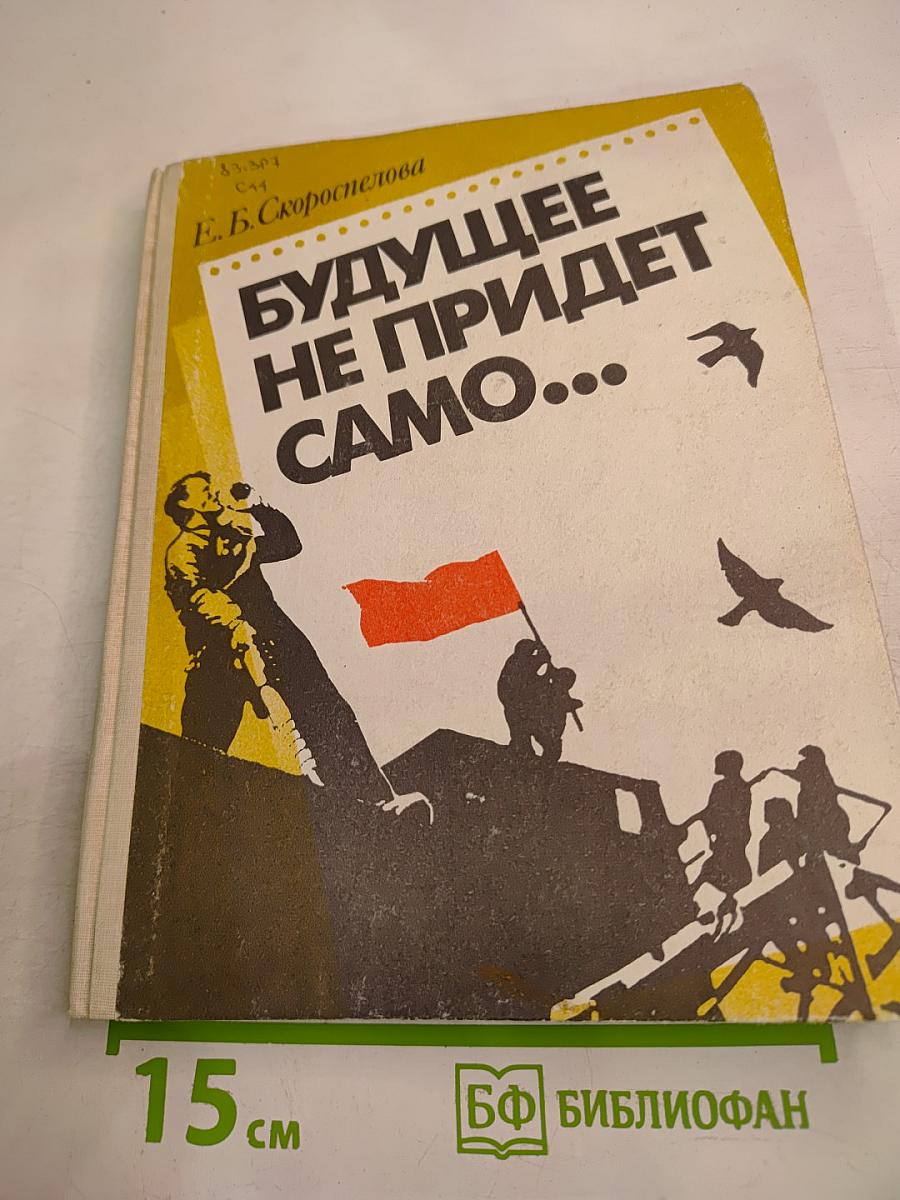 83.3Р7
С44
Е. Б. Скороспелова
БУДУЩЕЕ
НЕ ПРИДЕТ
САМО...
15 см
БФ БИБЛИОФАН